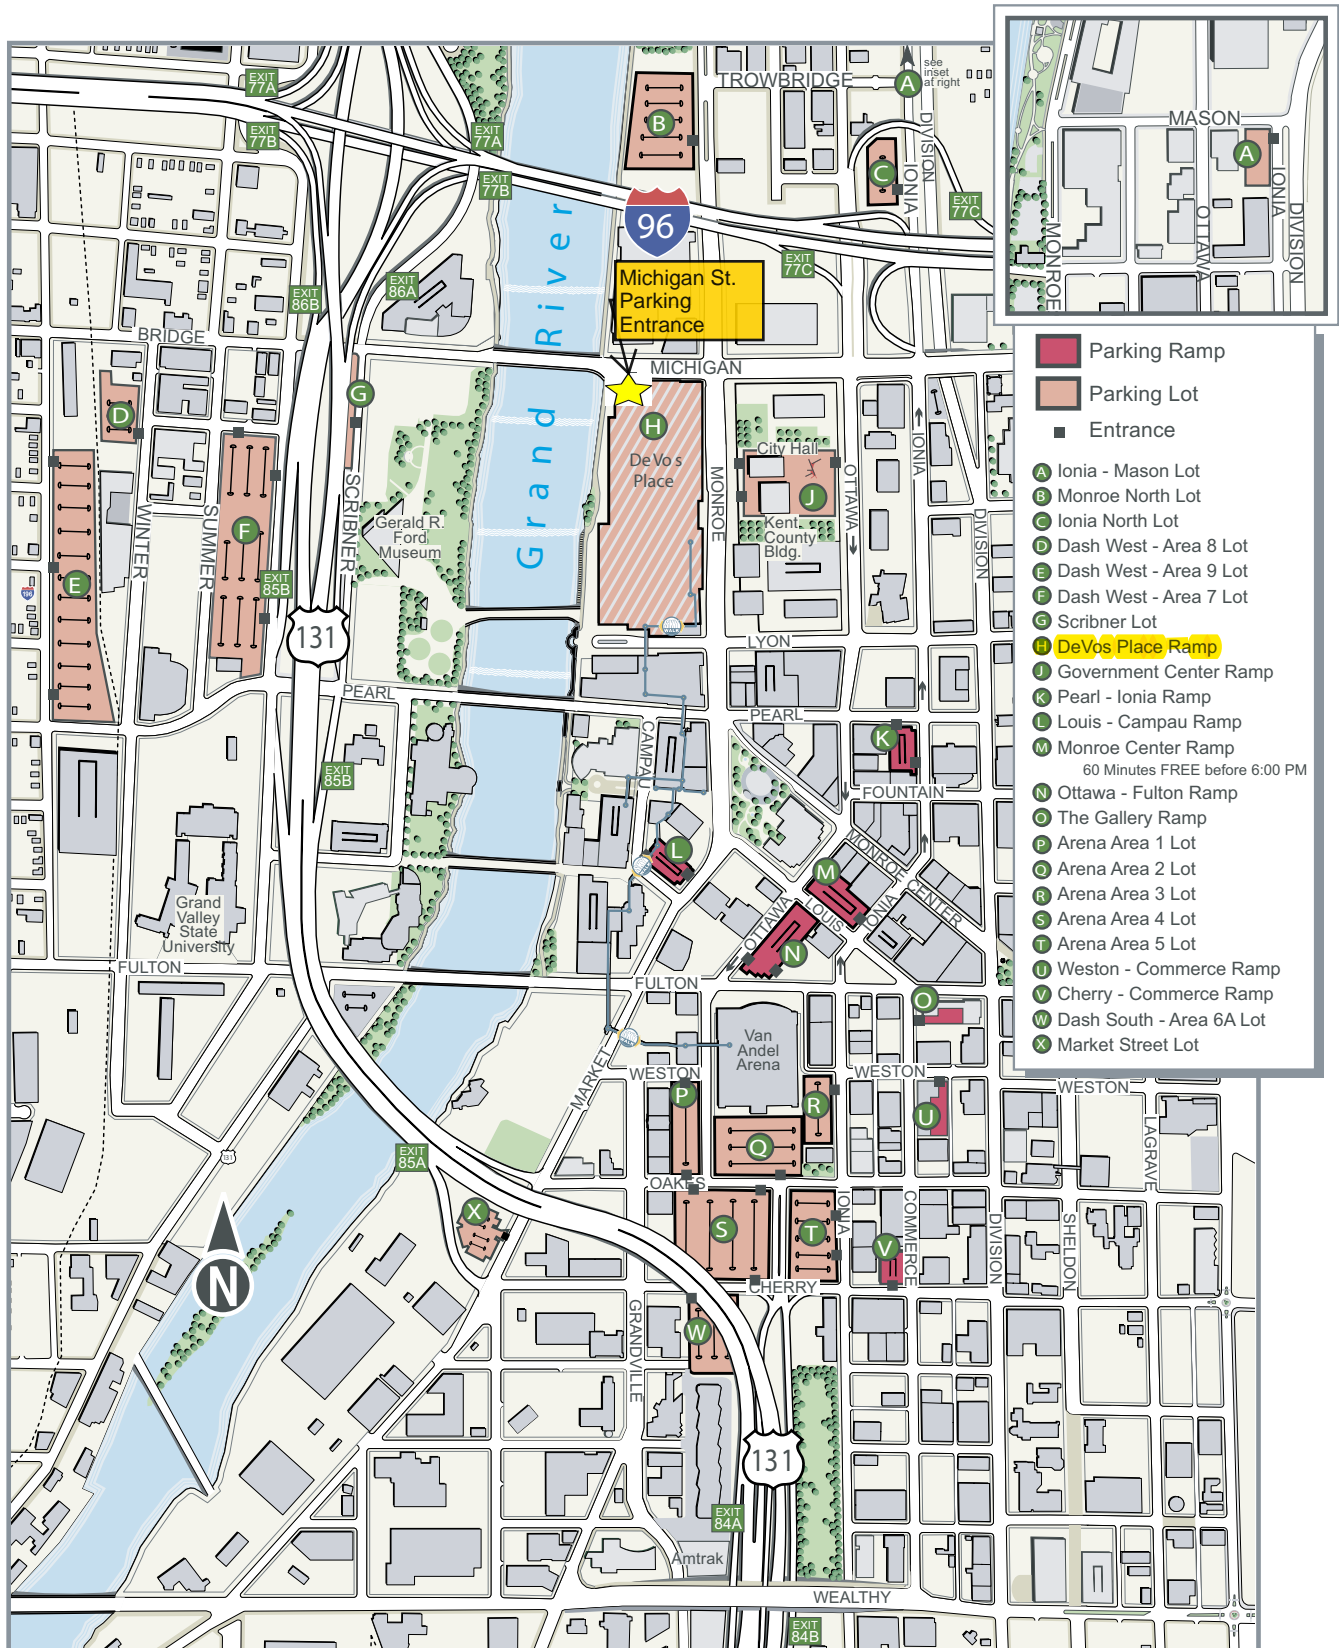 EXIT
77A
EXIT
77B
EXIT
77A
EXIT
77B
B
TROWBRIDGE
A
see
inset
at right
DIVISION
IONIA
C
EXIT
77C
EXIT
77C
96
MASON
A
IONIA
OTTAWA
DIVISION
MONROE
Michigan St.
Parking
Entrance
EXIT
86A
EXIT
86B
Grand River
BRIDGE
MICHIGAN
G
D
H
DeVos
Place
Grand
City Hall
J
Kent
County
Bldg.
MONROE
OTTAWA
IONIA
DIVISION
WINTER
SUMMER
SCRIBNER
Gerald R.
Ford
Museum
F
E
196
EXIT
85B
131
WALK
LYON
PEARL
PEARL
CAMPAU
K
EXIT
85B
FOUNTAIN
L
M
MONROE CENTER
LOUIS
IONIA
OTTAWA
N
Grand
Valley
State
University
FULTON
FULTON
O
Van
Andel
Arena
MARKET
WESTON
WESTON
WESTON
P
R
U
Q
LAGRAVE
131
EXIT
85A
OAKES
X
S
T
IONIA
V
COMMERCE
DIVISION
SHELDON
N
CHERRY
W
GRANDVILLE
131
EXIT
84A
Amtrak
WEALTHY
EXIT
84B
Parking Ramp
Parking Lot
Entrance
A Ionia - Mason Lot
B Monroe North Lot
C Ionia North Lot
D Dash West - Area 8 Lot
E Dash West - Area 9 Lot
F Dash West - Area 7 Lot
G Scribner Lot
H DeVos Place Ramp
J Government Center Ramp
K Pearl - Ionia Ramp
L Louis - Campau Ramp
M Monroe Center Ramp
60 Minutes FREE before 6:00 PM
N Ottawa - Fulton Ramp
O The Gallery Ramp
P Arena Area 1 Lot
Q Arena Area 2 Lot
R Arena Area 3 Lot
S Arena Area 4 Lot
T Arena Area 5 Lot
U Weston - Commerce Ramp
V Cherry - Commerce Ramp
W Dash South - Area 6A Lot
X Market Street Lot